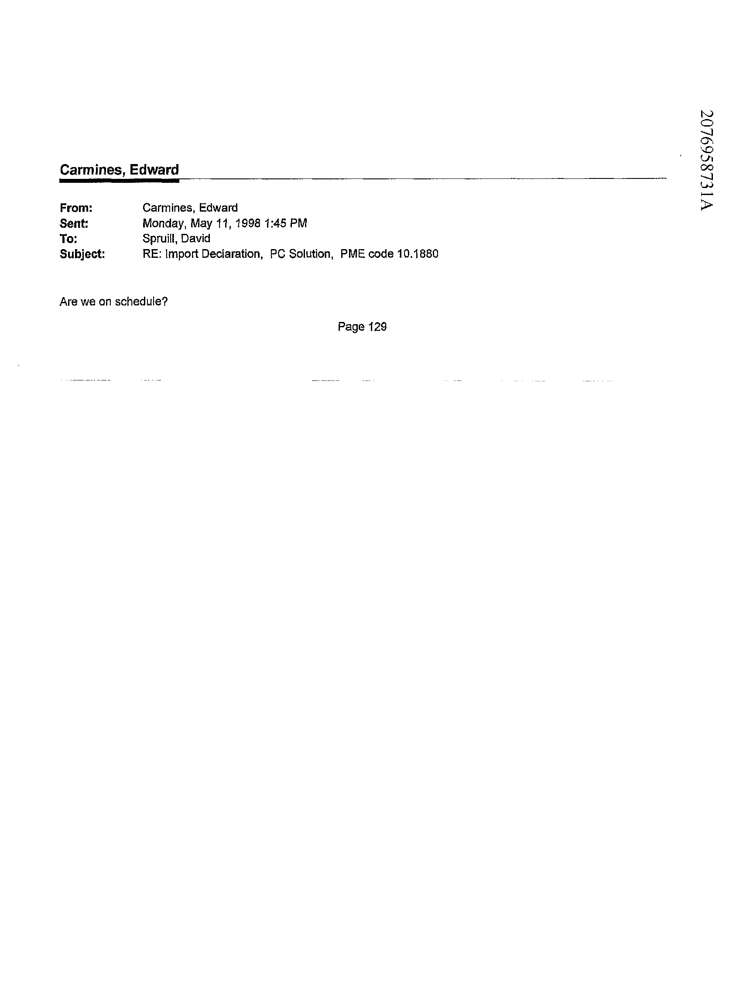 2076958731A
Carmines, Edward
From: Carmines, Edward
Sent: Monday, May 11, 1998 1:45 PM
To: Spruill, David
Subject: RE: Import Declaration, PC Solution, PME code 10.1880
Are we on schedule?
Page 129